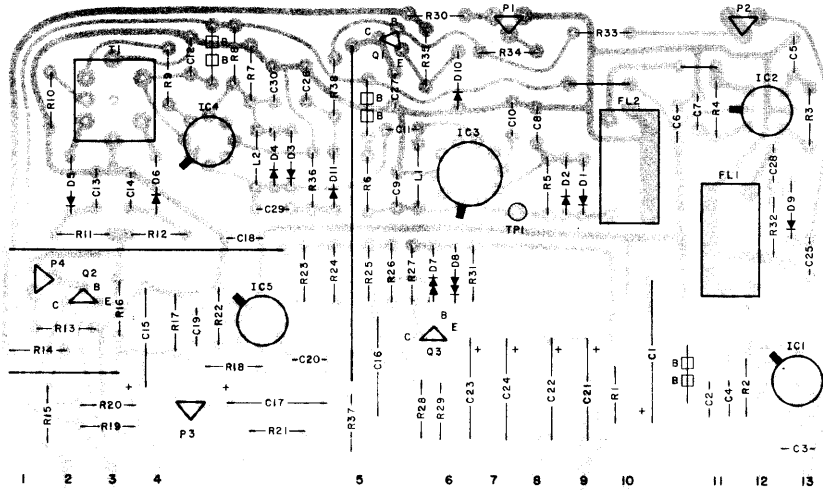 R30 P1 P2
R33
C B R35 R34
Q1 E
T1 C12 B B R8 R7 C5
R9 C27 D10 IC2
R10 C30 C26 R38 B B FL2 C7 R4 R3
IC4 C11 IC3 C10 C8 C6
L2 D4 D3 C28
D5 C13 C14 D6 R36 D11 R6 C9 L1 R5 D2 D1 FL1 D9
C29 TP1 R32
R11 R12 C18 C25
R23 R24 R25 R26 R27 D7 D8 R31
P4 Q2 B C E R16 IC5
R13 C15 R17 C19 R22 B E C Q3 C1 IC1
R14 C20 C16 + + B B
R18 C23 C24 C22 C21 R1 C2 C4 R2
+ + +
R15 R20 C17 R37 R28 R29
R19 P3 R21
C3
1 2 3 4 5 6 7 8 9 10 11 12 13